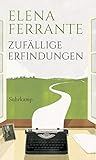 ELENA
FERRANTE
ZUFÄLLIGE
ERFINDUNGEN
Suhrkamp